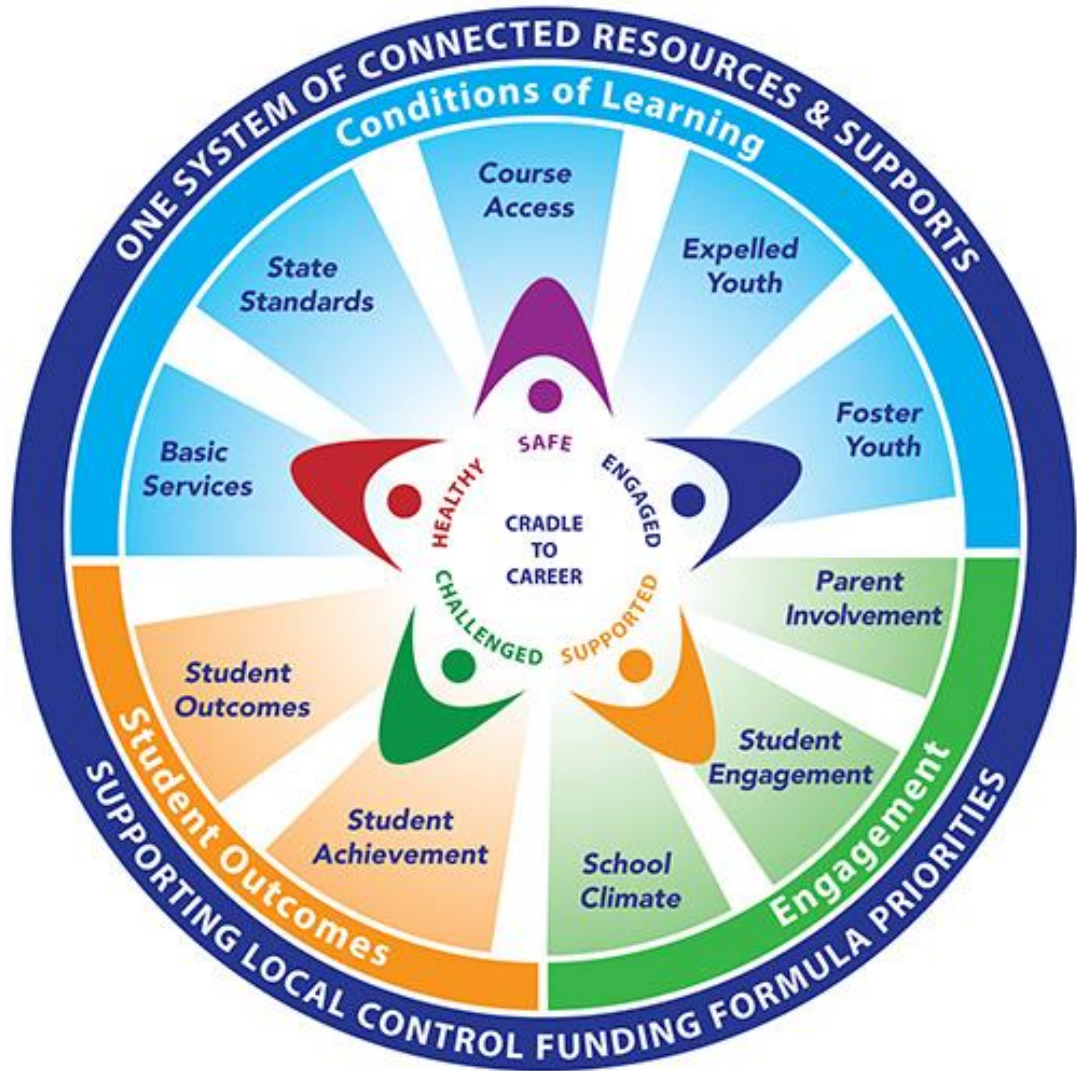 ONE SYSTEM OF CONNECTED RESOURCES & SUPPORTS
Conditions of Learning
Basic
Services
State
Standards
Course
Access
Expelled
Youth
Foster
Youth
Parent
Involvement
Student
Engagement
School
Climate
Engagement
Student
Achievement
Student
Outcomes
Student Outcomes
HEALTHY
SAFE
ENGAGED
SUPPORTED
CHALLENGED
CRADLE
TO
CAREER
SUPPORTING LOCAL CONTROL FUNDING FORMULA PRIORITIES